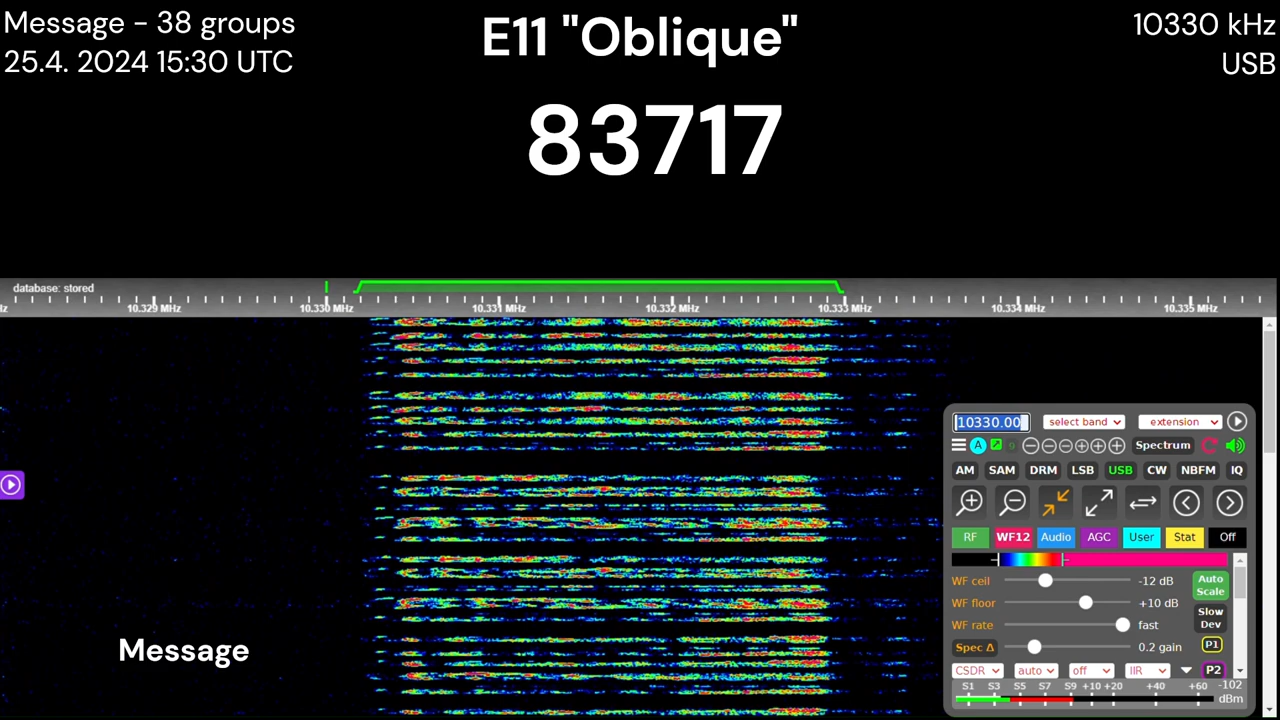 Message - 38 groups
25.4. 2024 15:30 UTC
E11 "Oblique"
10330 kHz
USB
83717
database: stored
10.329 MHz 10.330 MHz 10.331 MHz 10.332 MHz 10.333 MHz 10.334 MHz 10.335 MHz
Message
10330.00 select band extension
A 9 Spectrum
AM SAM DRM LSB USB CW NBFM IQ
RF WF12 Audio AGC User Stat Off
WF ceil -12 dB Auto Scale
WF floor +10 dB
WF rate fast Slow Dev
Spec Δ 0.2 gain P1
CSDR auto off IIR P2
S1 S3 S5 S7 S9 +10 +20 +40 +60 -102 dBm